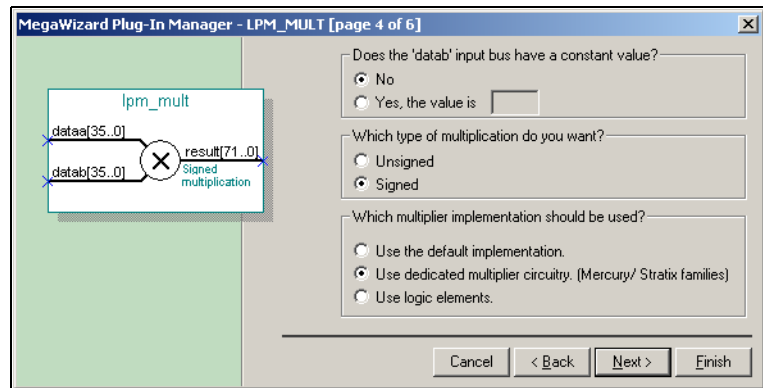 MegaWizard Plug-In Manager - LPM_MULT [page 4 of 6]
lpm_mult
dataa[35..0]
result[71..0]
datab[35..0]
Signed
multiplication
Does the 'datab' input bus have a constant value?
No
Yes, the value is
Which type of multiplication do you want?
Unsigned
Signed
Which multiplier implementation should be used?
Use the default implementation.
Use dedicated multiplier circuitry. (Mercury/ Stratix families)
Use logic elements.
Cancel
< Back
Next >
Finish